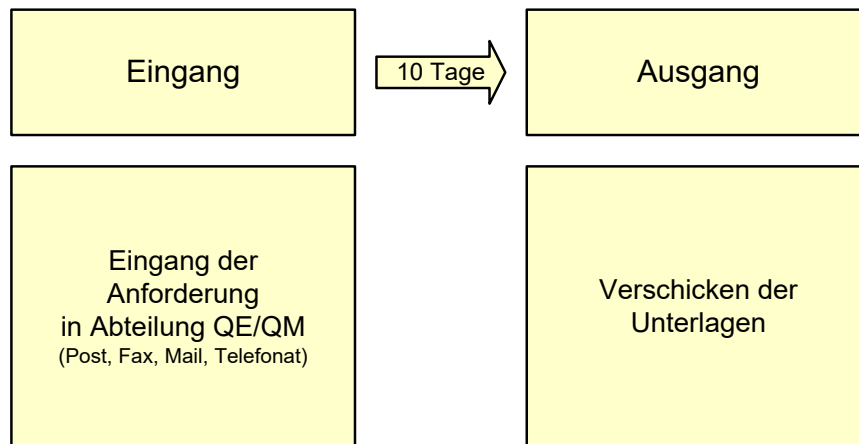 Eingang
10 Tage
Ausgang
Eingang der
Anforderung
in Abteilung QE/QM
(Post, Fax, Mail, Telefonat)
Verschicken der
Unterlagen